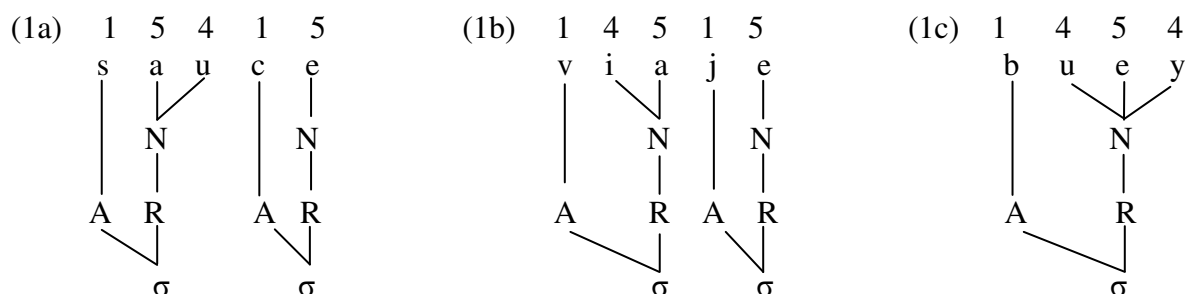 (1a) 1 5 4 1 5 (1b) 1 4 5 1 5 (1c) 1 4 5 4
s a u c e v i a j e b u e y
N N N N N
A R A R A R A R A R
σ σ σ σ σ